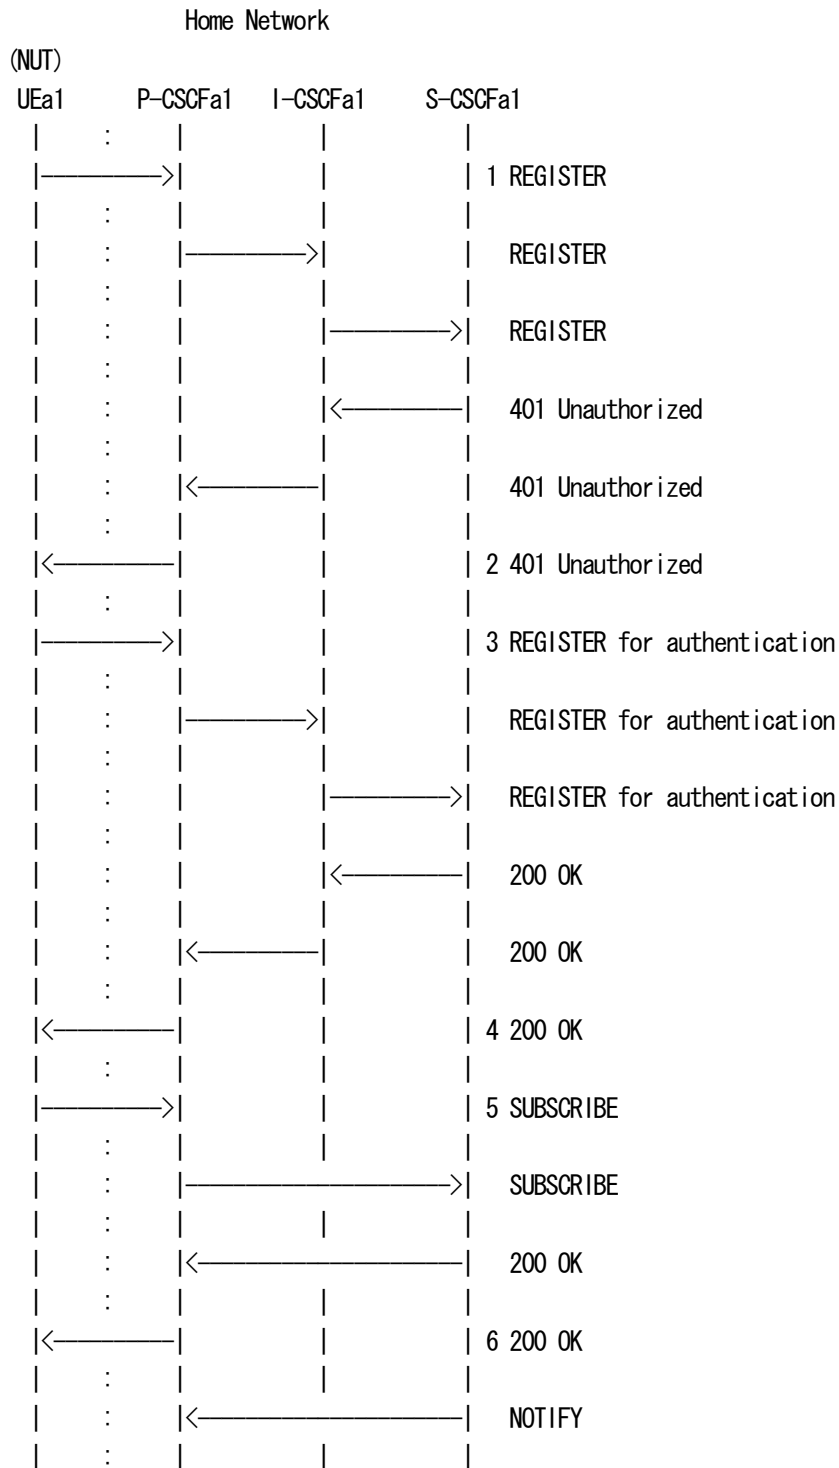 Home Network
(NUT)
UEa1 P-CSCFa1 I-CSCFa1 S-CSCFa1
1 REGISTER
REGISTER
REGISTER
401 Unauthorized
401 Unauthorized
2 401 Unauthorized
3 REGISTER for authentication
REGISTER for authentication
REGISTER for authentication
200 OK
200 OK
4 200 OK
5 SUBSCRIBE
SUBSCRIBE
200 OK
6 200 OK
NOTIFY